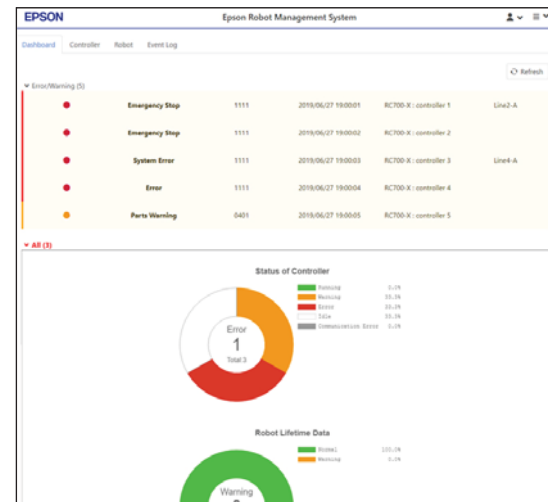 EPSON
Epson Robot Management System
Dashboard Controller Robot Event Log
Refresh
Error/Warning (5)
Emergency Stop 1111 2019/06/27 19:00:01 RC700-X : controller 1 Line2-A
Emergency Stop 1111 2019/06/27 19:00:02 RC700-X : controller 2
System Error 1111 2019/06/27 19:00:03 RC700-X : controller 3 Line4-A
Error 1111 2019/06/27 19:00:04 RC700-X : controller 4
Parts Warning 0401 2019/06/27 19:00:05 RC700-X : controller 5
All (3)
Status of Controller
Running 0.0%
Warning 33.3%
Error 33.3%
Idle 33.3%
Communication Error 0.0%
Error
1
Total 3
Robot Lifetime Data
Normal 100.0%
Warning 0.0%
Warning